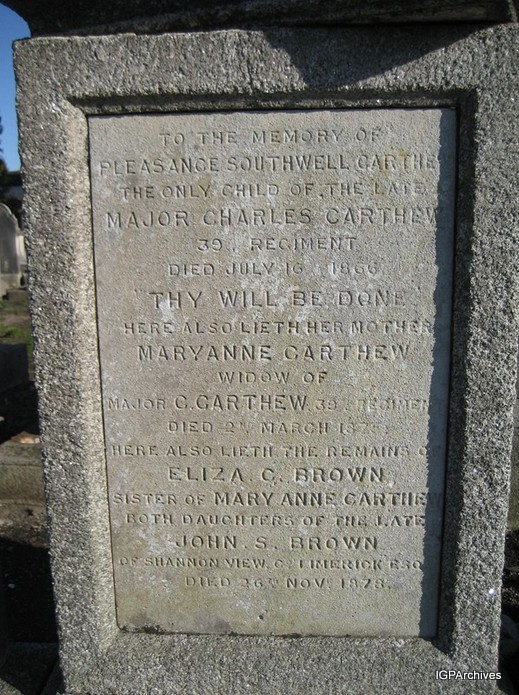 TO THE MEMORY OF
PLEASANCE SOUTHWELL CARTHEW
THE ONLY CHILD OF THE LATE
MAJOR CHARLES CARTHEW
39TH REGIMENT
DIED JULY 16TH 1866
"THY WILL BE DONE"
HERE ALSO LIETH HER MOTHER
MARYANNE CARTHEW
WIDOW OF
MAJOR C. CARTHEW 39TH REGIMENT
DIED 2ND MARCH
HERE ALSO LIETH THE REMAINS OF
ELIZA C. BROWN
SISTER OF MARY ANNE CARTHEW
BOTH DAUGHTERS OF THE LATE
JOHN. S. BROWN
OF SHANNON VIEW, CO. LIMERICK ESQ
DIED 26TH NOV. 1878.
IGPArchives